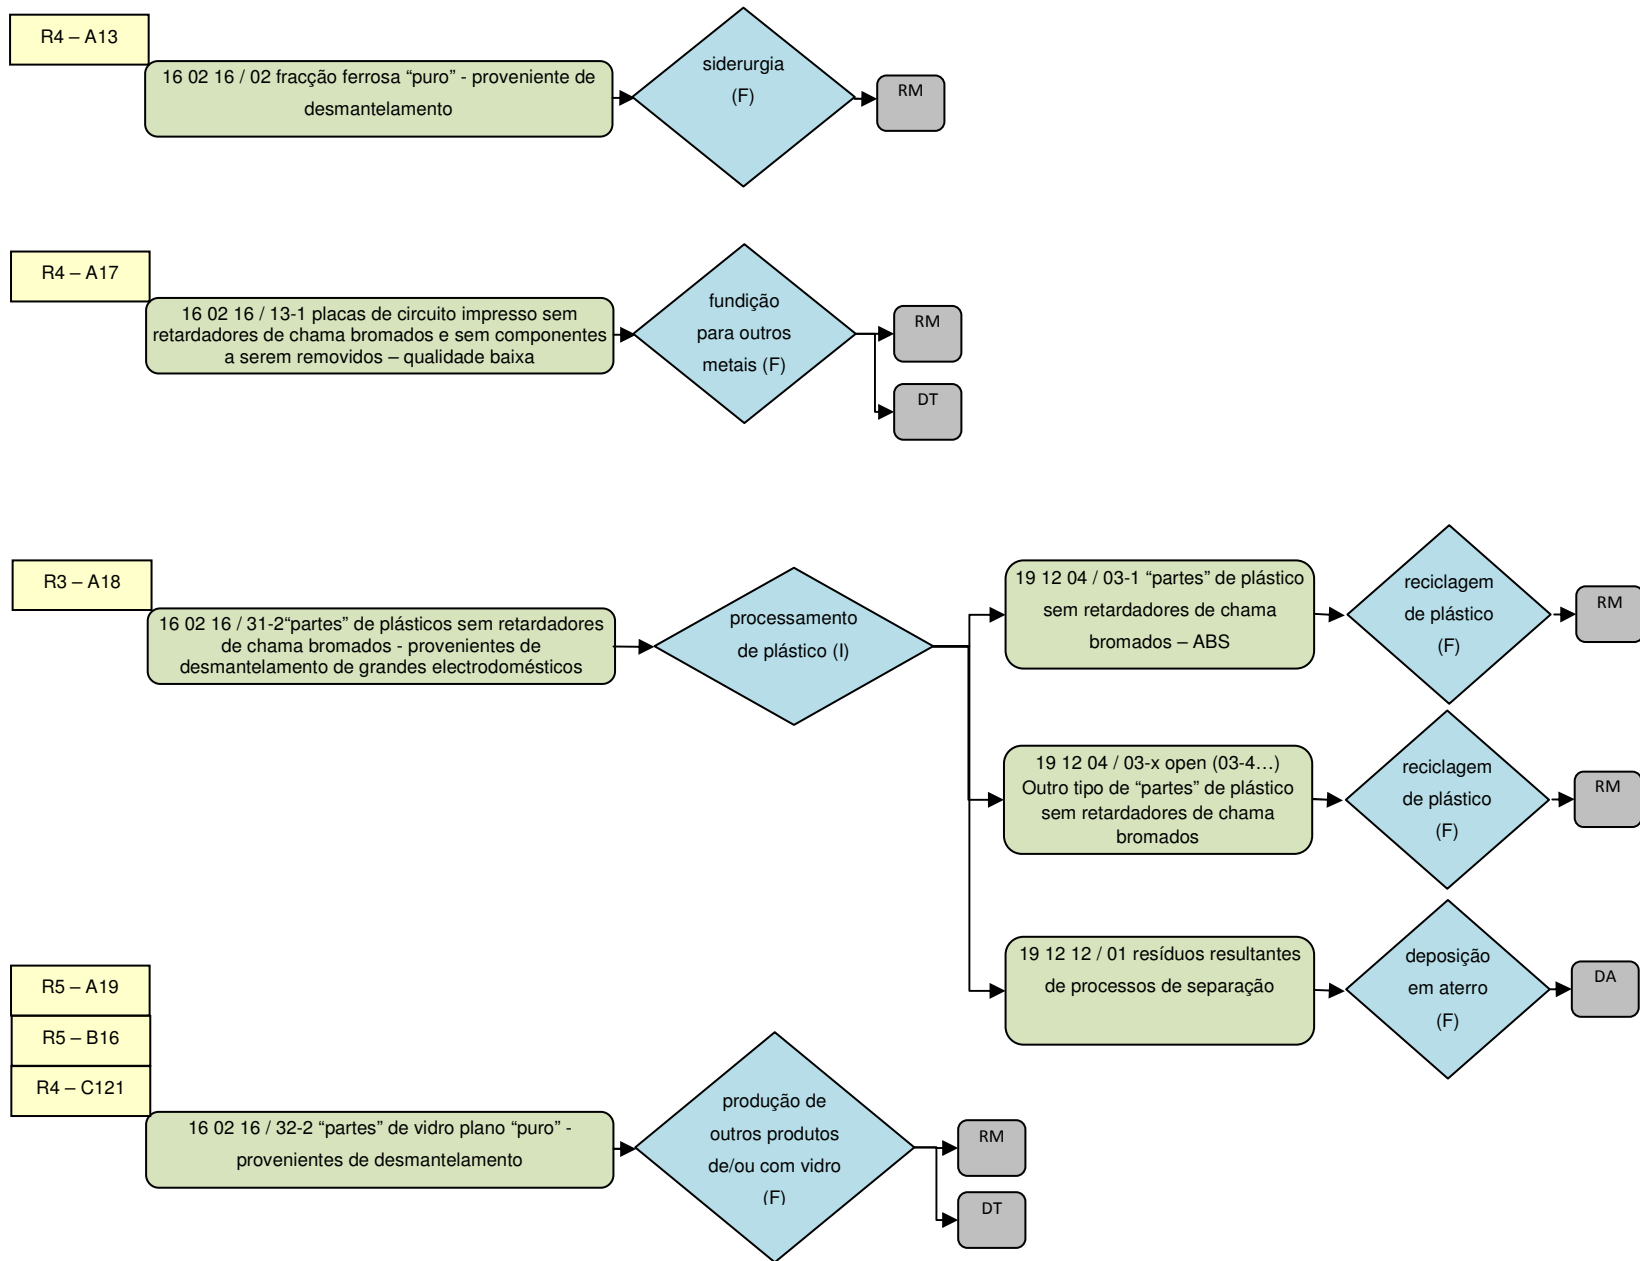 R4 – A13
16 02 16 / 02 fracção ferrosa “puro” - proveniente de
desmantelamento
siderurgia
(F)
RM
R4 – A17
16 02 16 / 13-1 placas de circuito impresso sem
retardadores de chama bromados e sem componentes
a serem removidos – qualidade baixa
fundição
para outros
metais (F)
RM
DT
R3 – A18
16 02 16 / 31-2“partes” de plásticos sem retardadores
de chama bromados - provenientes de
desmantelamento de grandes electrodomésticos
processamento
de plástico (I)
19 12 04 / 03-1 “partes” de plástico
sem retardadores de chama
bromados – ABS
reciclagem
de plástico
(F)
RM
19 12 04 / 03-x open (03-4…)
Outro tipo de “partes” de plástico
sem retardadores de chama
bromados
reciclagem
de plástico
(F)
RM
19 12 12 / 01 resíduos resultantes
de processos de separação
deposição
em aterro
(F)
DA
R5 – A19
R5 – B16
R4 – C121
16 02 16 / 32-2 “partes” de vidro plano “puro” -
provenientes de desmantelamento
produção de
outros produtos
de/ou com vidro
(F)
RM
DT